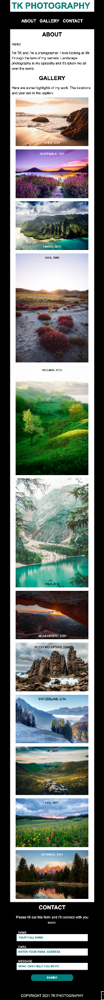 TK PHOTOGRAPHY
ABOUT GALLERY CONTACT
ABOUT
Hello!
I'm TK and I'm a photographer. I love looking at life
through the lens of my camera. Landscape
photography is my specialty and it's taken me all
over the world.
GALLERY
Here are some highlights of my work. The locations
and year are in the caption.
CHILE, 2001
GUATEMALA, 1997
HAWAII, 2010
IRAN, 1999
IRELAND, 2012
ITALY, 2016
MOAB DESERT, 2020
ROCKY MOUNTAINS, 2009
SWITZERLAND, 2014
UK, 2005
USA, 2021
WYOMING, 2021
CONTACT
Please fill out this form and I'll connect with you
soon.
NAME
YOUR FULL NAME
EMAIL
ENTER YOUR EMAIL ADDRESS
MESSAGE
WHAT CAN I HELP YOU WITH?
SUBMIT
COPYRIGHT 2021 TK PHOTOGRAPHY